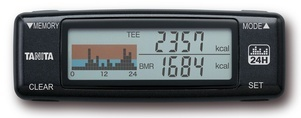 ▼MEMORY MODE▲
TEE 2357 kcal
TANITA BMR 1684 kcal 24H
0 12 24
CLEAR SET